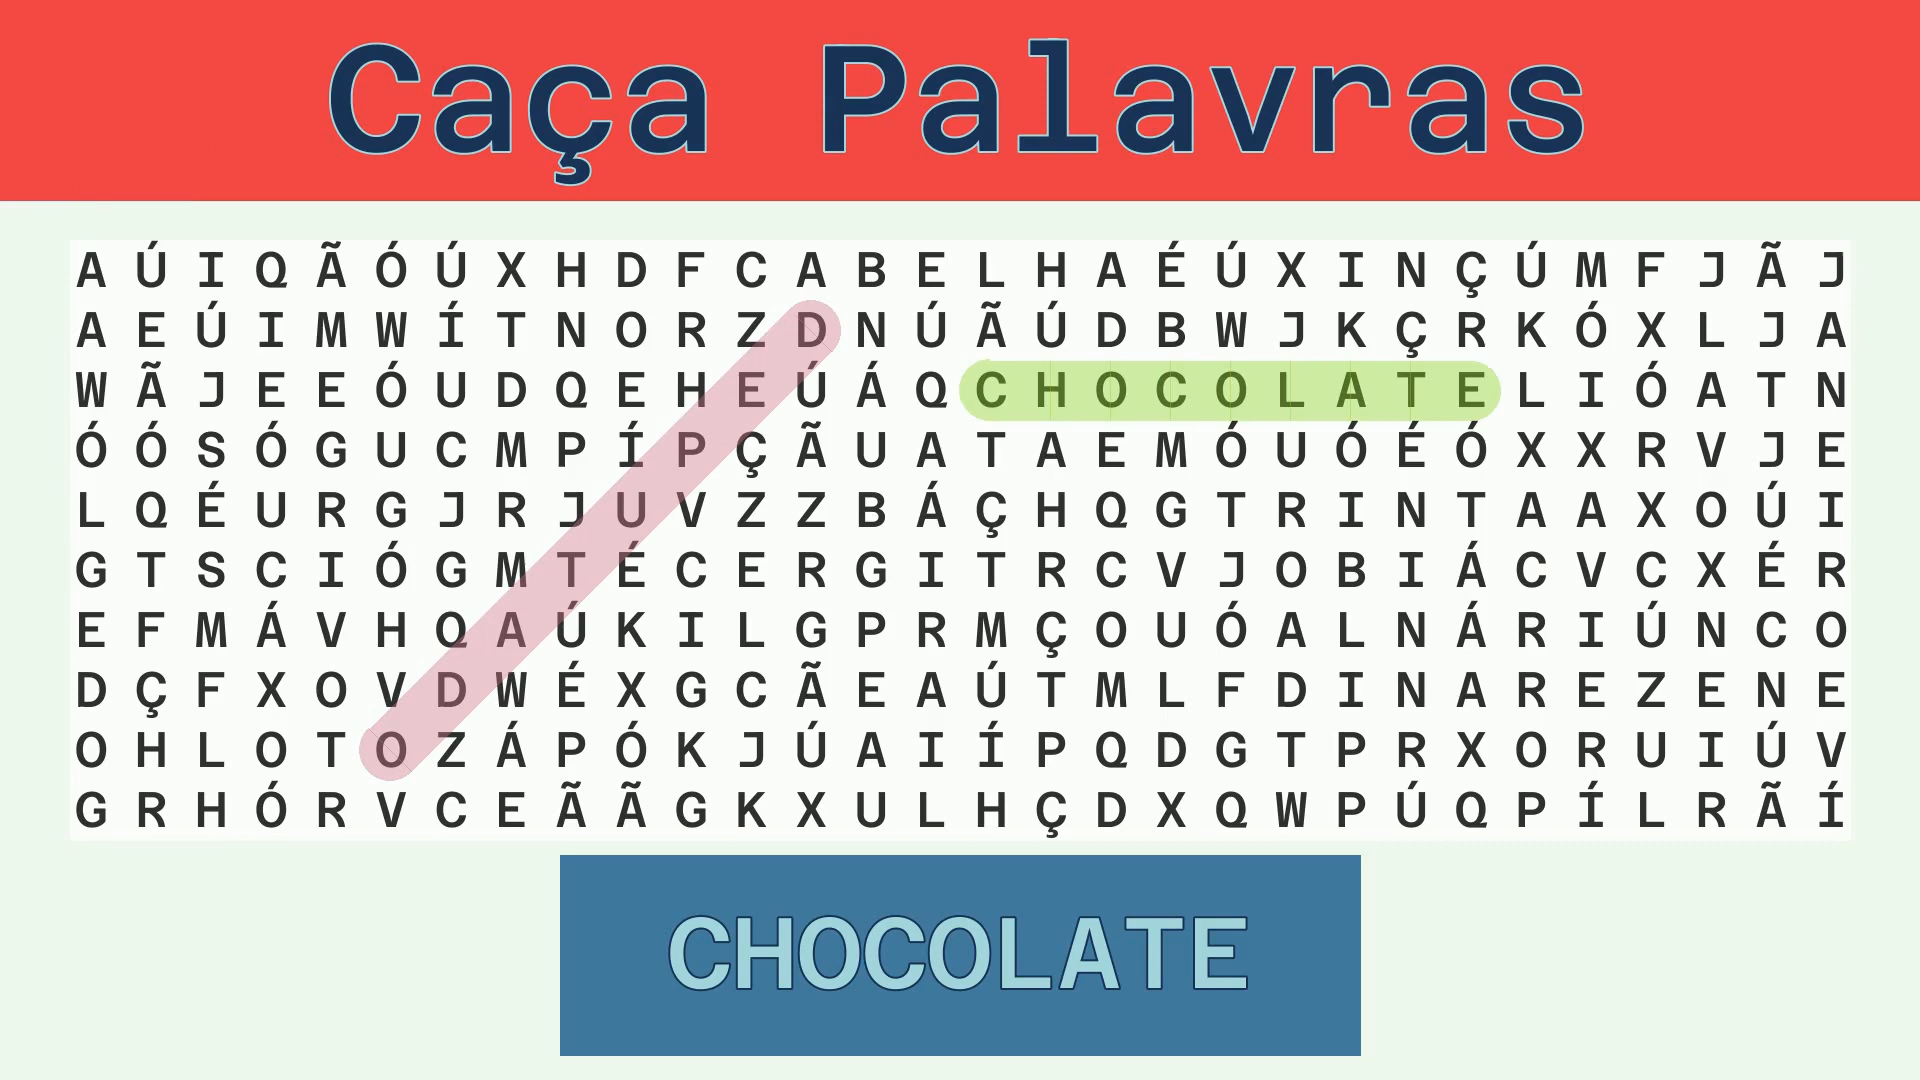 Caça Palavras
A Ú I Q Ã Ó Ú X H D F C A B E L H A É Ú X I N Ç Ú M F J Ã J
A E Ú I M W Í T N O R Z D N Ú Ã Ú D B W J K Ç R K Ó X L J A
W Ã J E E Ó U D Q E H E Ú Á Q C H O C O L A T E L I Ó A T N
Ó Ó S Ó G U C M P Í P Ç Ã U A T A E M Ó U Ó É Ó X X R V J E
L Q É U R G J R J U V Z Z B Á Ç H Q G T R I N T A A X O Ú I
G T S C I Ó G M T É C E R G I T R C V J O B I Á C V C X É R
E F M Á V H Q A Ú K I L G P R M Ç O U Ó A L N Á R I Ú N C O
D Ç F X O V D W É X G C Ã E A Ú T M L F D I N A R E Z E N E
O H L O T O Z Á P Ó K J Ú A I Í P Q D G T P R X O R U I Ú V
G R H Ó R V C E Ã Ã G K X U L H Ç D X Q W P Ú Q P Í L R Ã Í
CHOCOLATE